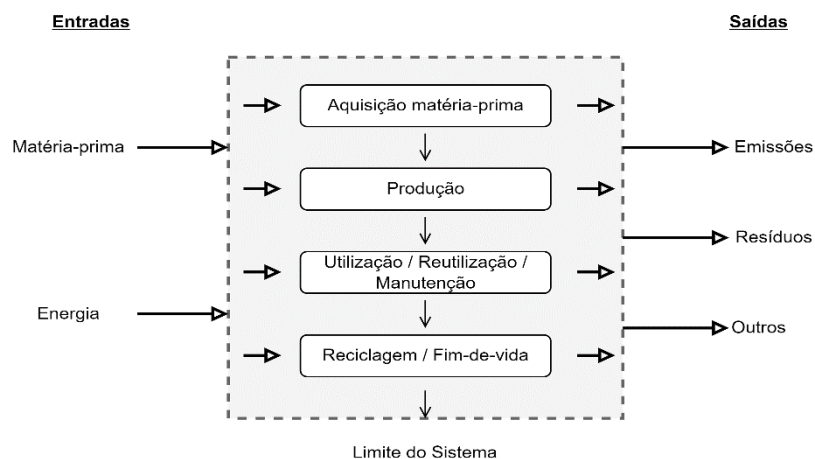 Entradas
Saídas
Aquisição matéria-prima
Matéria-prima
Emissões
Produção
Resíduos
Utilização / Reutilização /
Manutenção
Energia
Outros
Reciclagem / Fim-de-vida
Limite do Sistema